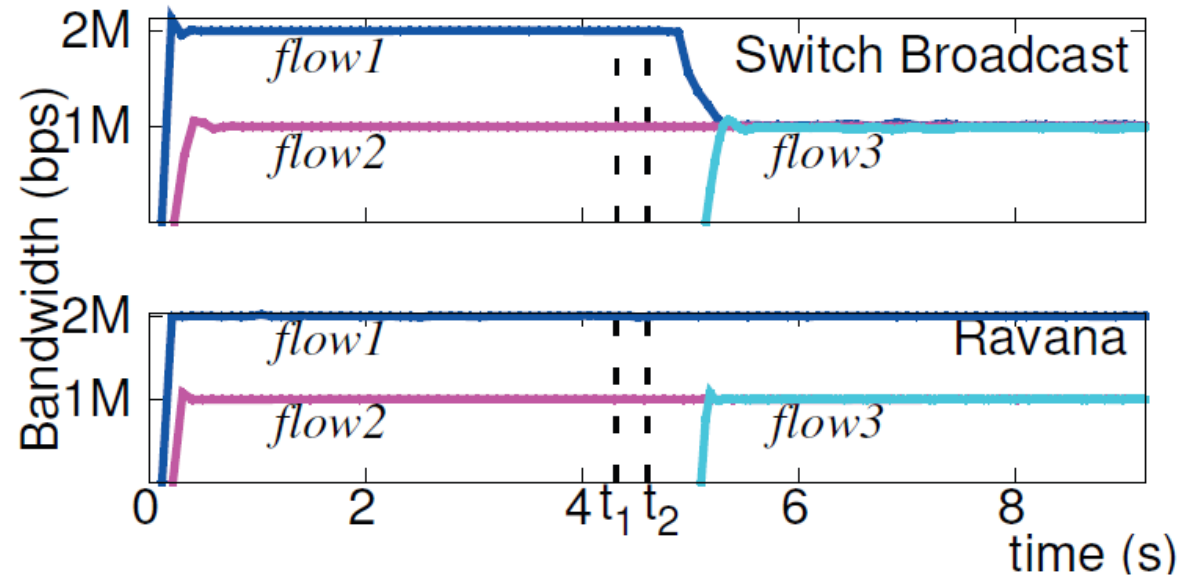 Bandwidth (bps)
2M
flow1
Switch Broadcast
1M
flow2
flow3
2M
flow1
Ravana
1M
flow2
flow3
0 2 4 t1 t2 6 8
time (s)